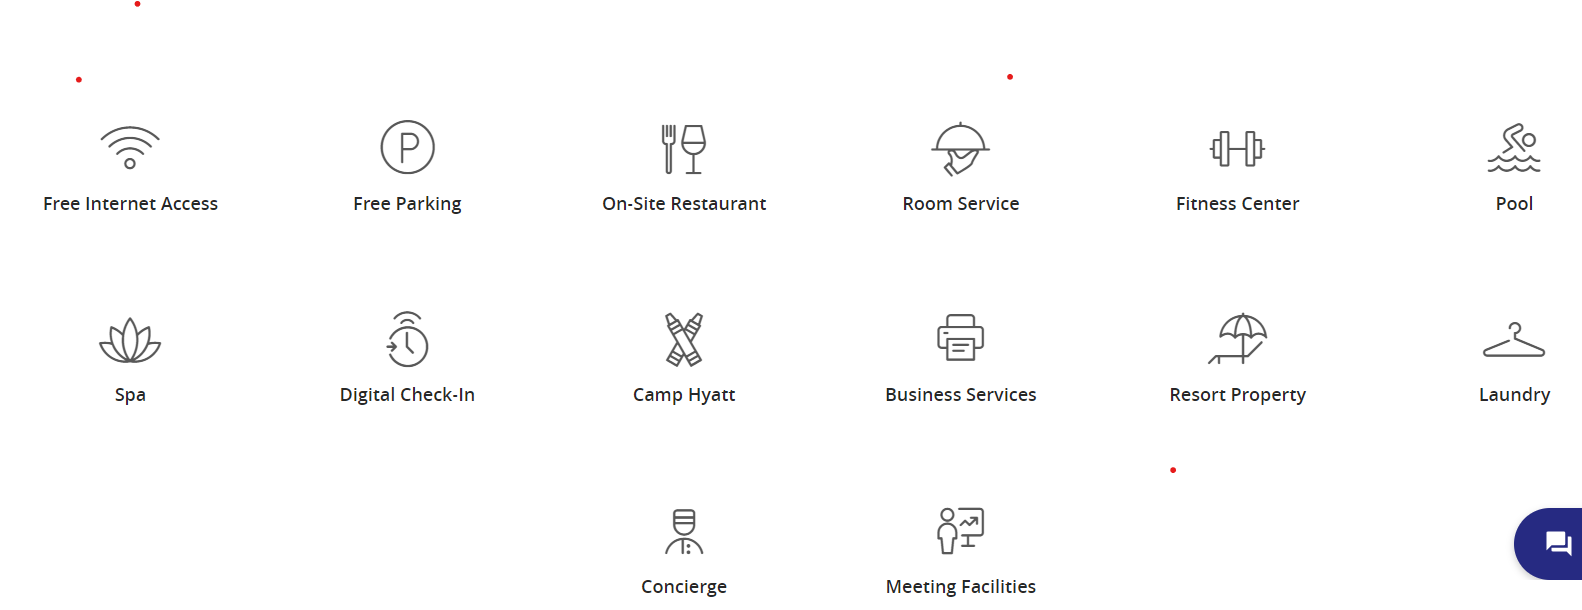 Free Internet Access
Free Parking
On-Site Restaurant
Room Service
Fitness Center
Pool
Spa
Digital Check-In
Camp Hyatt
Business Services
Resort Property
Laundry
Concierge
Meeting Facilities